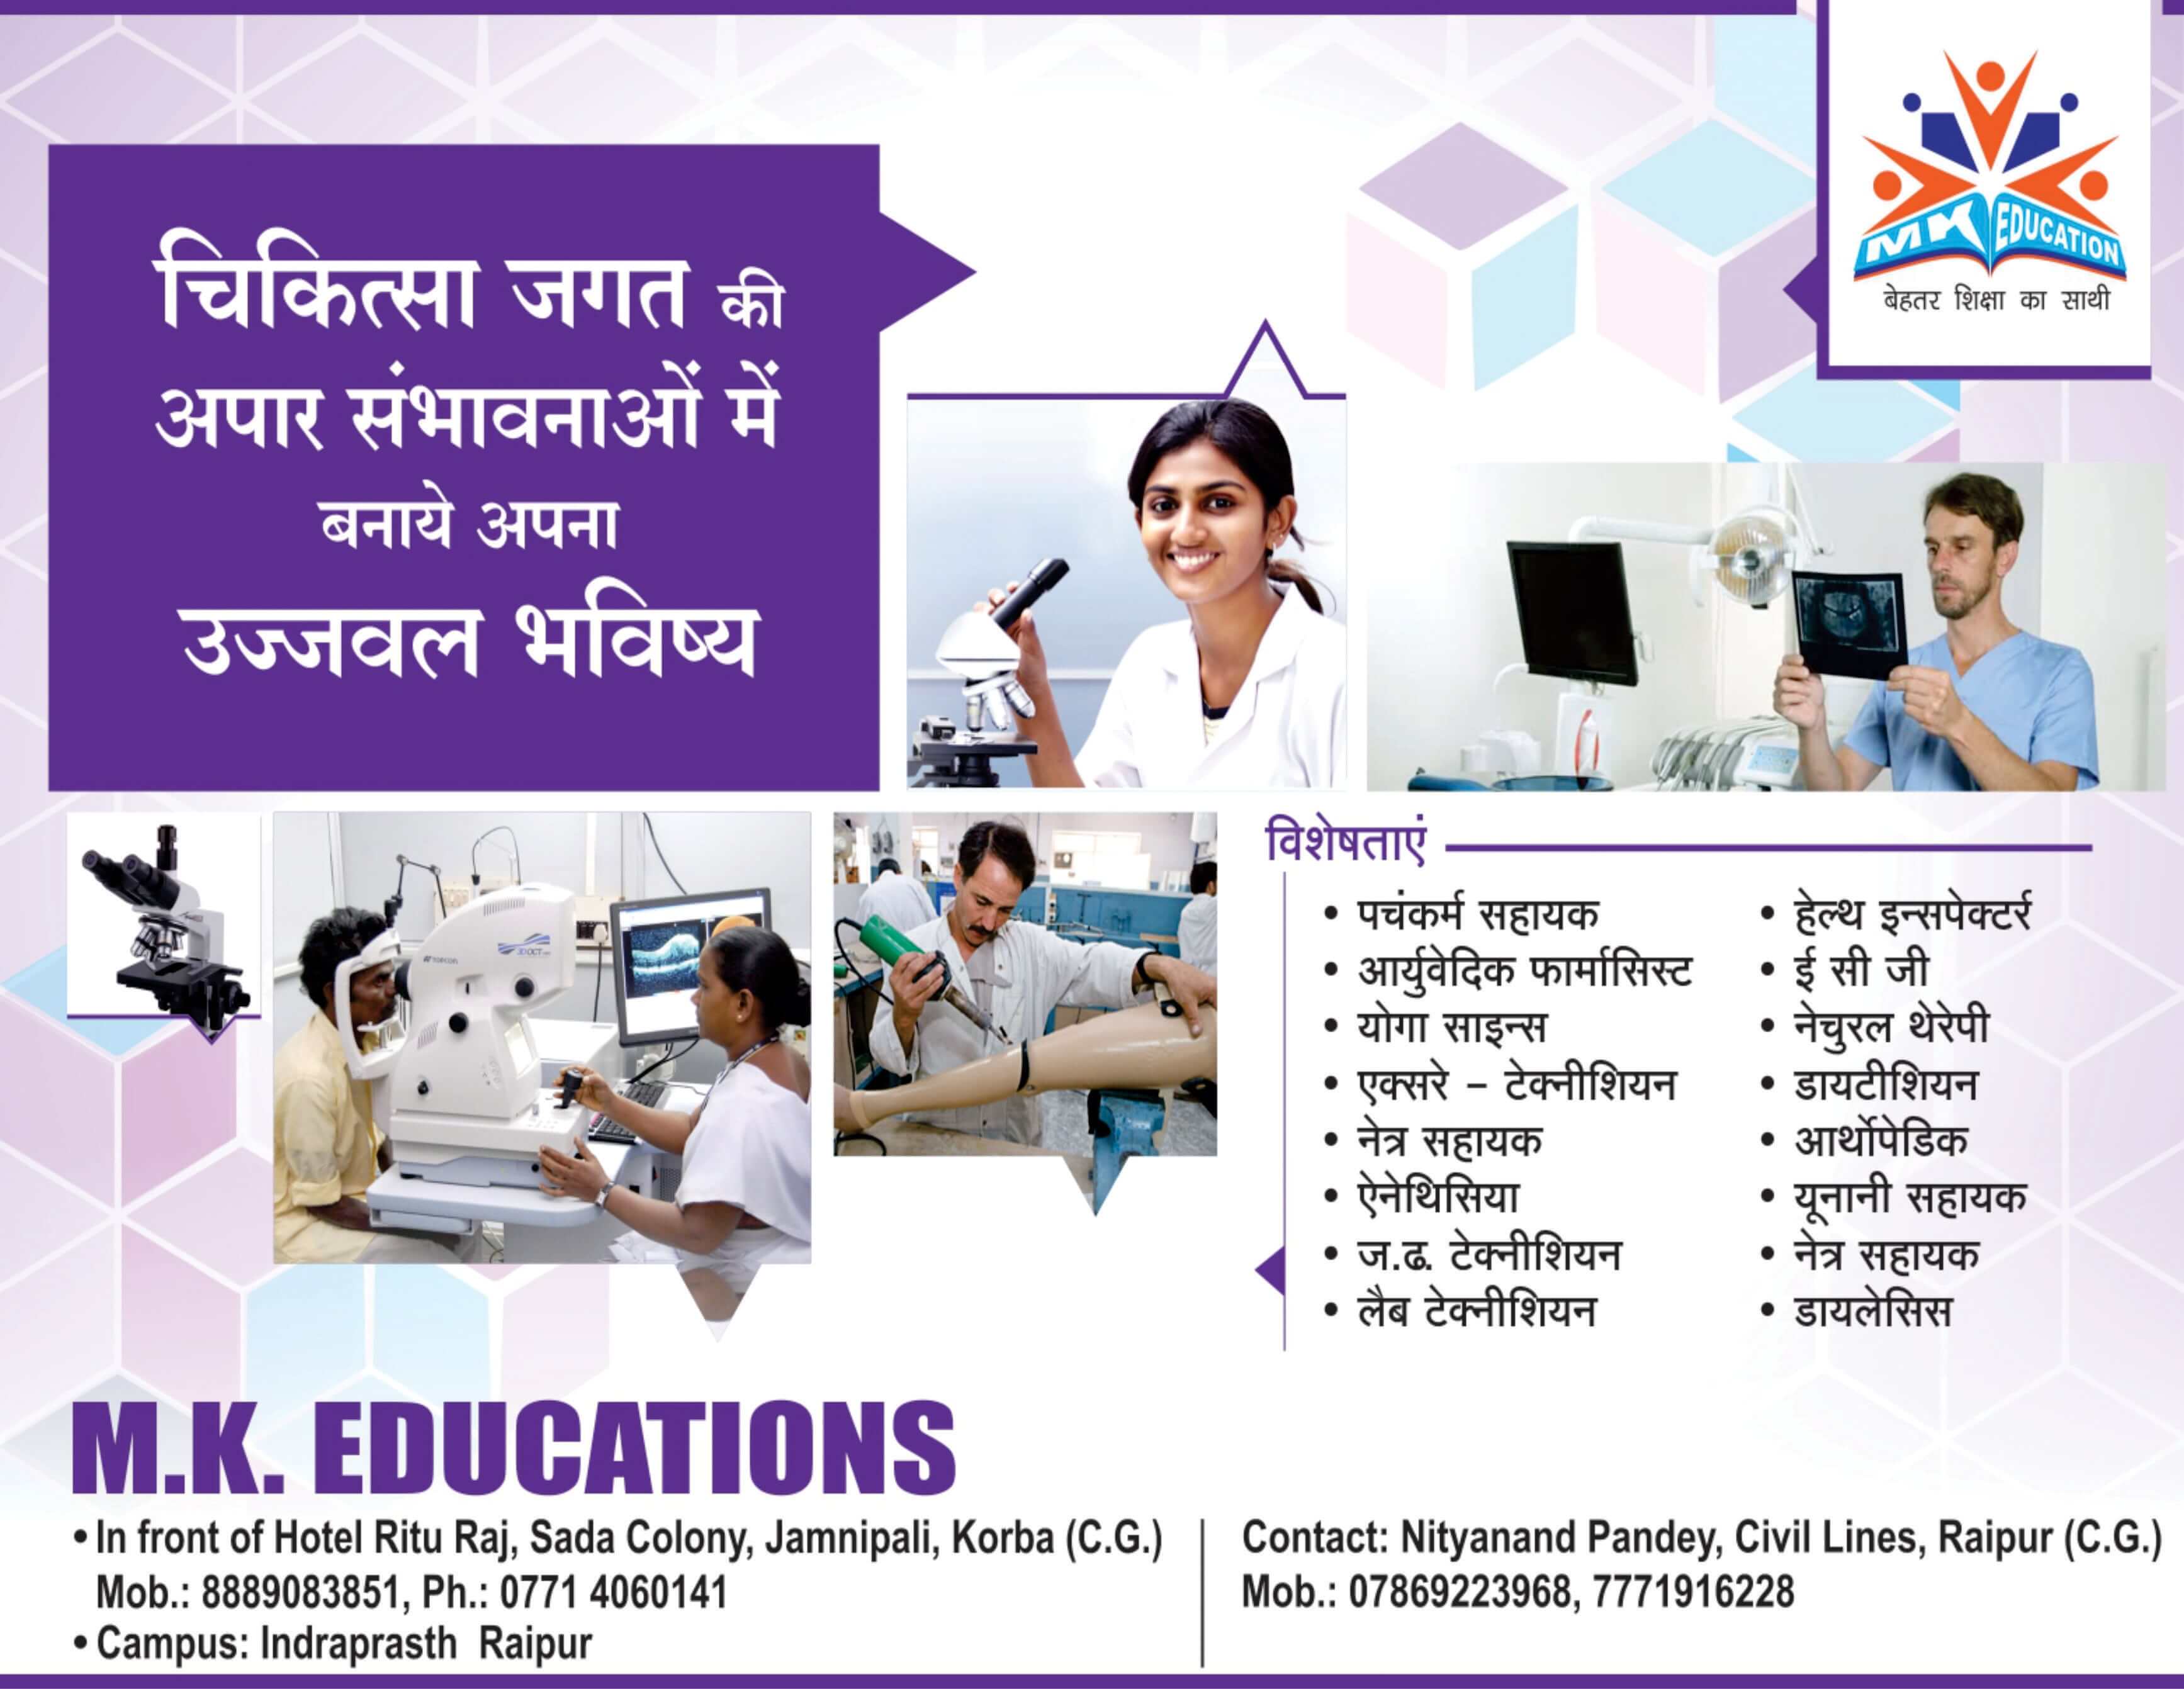 MK EDUCATION
बेहतर शिक्षा का साथी
चिकित्सा जगत की
अपार संभावनाओं में
बनाये अपना
उज्जवल भविष्य
TOPCON
3D OCT
विशेषताएं
• पचंकर्म सहायक
• आर्युवेदिक फार्मासिस्ट
• योगा साइन्स
• एक्सरे – टेक्नीशियन
• नेत्र सहायक
• ऐनेथिसिया
• ज.ढ. टेक्नीशियन
• लैब टेक्नीशियन
• हेल्थ इन्सपेक्टर्र
• ई सी जी
• नेचुरल थेरेपी
• डायटीशियन
• आर्थोपेडिक
• यूनानी सहायक
• नेत्र सहायक
• डायलेसिस
M.K. EDUCATIONS
• In front of Hotel Ritu Raj, Sada Colony, Jamnipali, Korba (C.G.)
Mob.: 8889083851, Ph.: 0771 4060141
• Campus: Indraprasth Raipur
Contact: Nityanand Pandey, Civil Lines, Raipur (C.G.)
Mob.: 07869223968, 7771916228